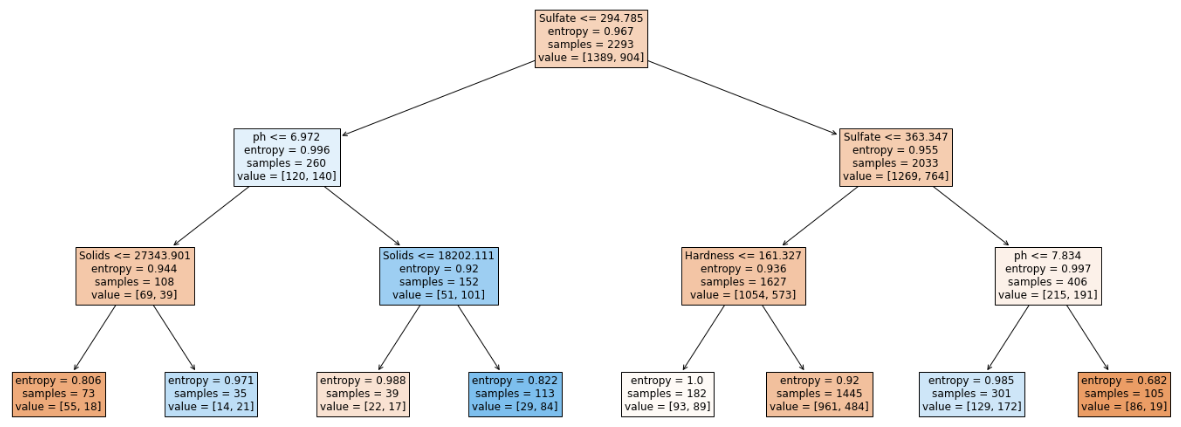 Sulfate <= 294.785
entropy = 0.967
samples = 2293
value = [1389, 904]
ph <= 6.972
entropy = 0.996
samples = 260
value = [120, 140]
Sulfate <= 363.347
entropy = 0.955
samples = 2033
value = [1269, 764]
Solids <= 27343.901
entropy = 0.944
samples = 108
value = [69, 39]
Solids <= 18202.111
entropy = 0.92
samples = 152
value = [51, 101]
Hardness <= 161.327
entropy = 0.936
samples = 1627
value = [1054, 573]
ph <= 7.834
entropy = 0.997
samples = 406
value = [215, 191]
entropy = 0.806
samples = 73
value = [55, 18]
entropy = 0.971
samples = 35
value = [14, 21]
entropy = 0.988
samples = 39
value = [22, 17]
entropy = 0.822
samples = 113
value = [29, 84]
entropy = 1.0
samples = 182
value = [93, 89]
entropy = 0.92
samples = 1445
value = [961, 484]
entropy = 0.985
samples = 301
value = [129, 172]
entropy = 0.682
samples = 105
value = [86, 19]